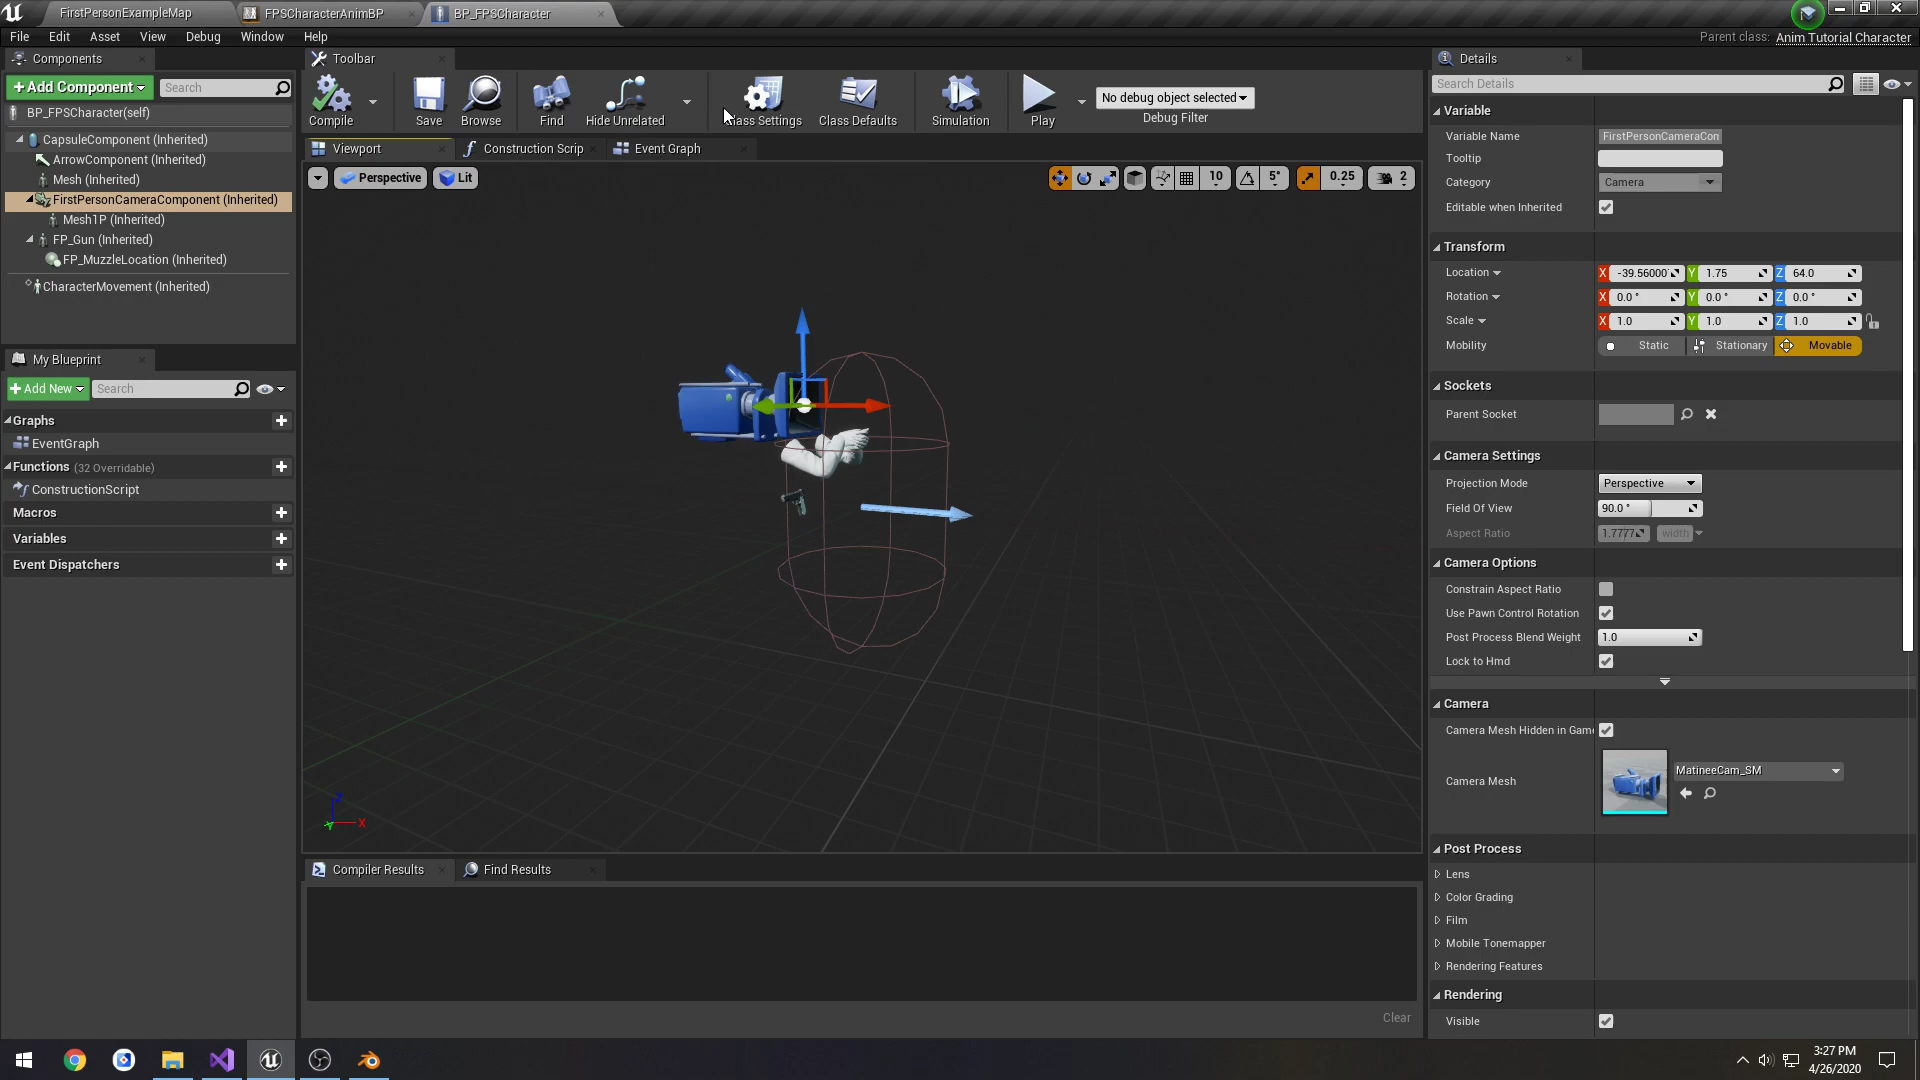 FirstPersonExampleMap
FPSCharacterAnimBP
BP_FPSCharacter
File Edit Asset View Debug Window Help
Parent class: Anim Tutorial Character
Components
Toolbar
Details
+Add Component
Search
Search Details
BP_FPSCharacter(self)
CapsuleComponent (Inherited)
ArrowComponent (Inherited)
Mesh (Inherited)
FirstPersonCameraComponent (Inherited)
Mesh1P (Inherited)
FP_Gun (Inherited)
FP_MuzzleLocation (Inherited)
CharacterMovement (Inherited)
Compile
Save
Browse
Find
Hide Unrelated
Class Settings
Class Defaults
Simulation
Play
No debug object selected
Debug Filter
Viewport
Construction Scrip
Event Graph
Perspective
Lit
10
5°
0.25
2
My Blueprint
+Add New
Search
Graphs
EventGraph
Functions (32 Overridable)
ConstructionScript
Macros
Variables
Event Dispatchers
Z
Y
X
Compiler Results
Find Results
Clear
Variable
Variable Name FirstPersonCameraCon
Tooltip
Category Camera
Editable when Inherited
Transform
Location X -39.56000 Y 1.75 Z 64.0
Rotation X 0.0 ° Y 0.0 ° Z 0.0 °
Scale X 1.0 Y 1.0 Z 1.0
Mobility Static Stationary Movable
Sockets
Parent Socket
Camera Settings
Projection Mode Perspective
Field Of View 90.0 °
Aspect Ratio 1.7777 width
Camera Options
Constrain Aspect Ratio
Use Pawn Control Rotation
Post Process Blend Weight 1.0
Lock to Hmd
Camera
Camera Mesh Hidden in Game
Camera Mesh
MatineeCam_SM
Post Process
Lens
Color Grading
Film
Mobile Tonemapper
Rendering Features
Rendering
Visible
3:27 PM
4/26/2020